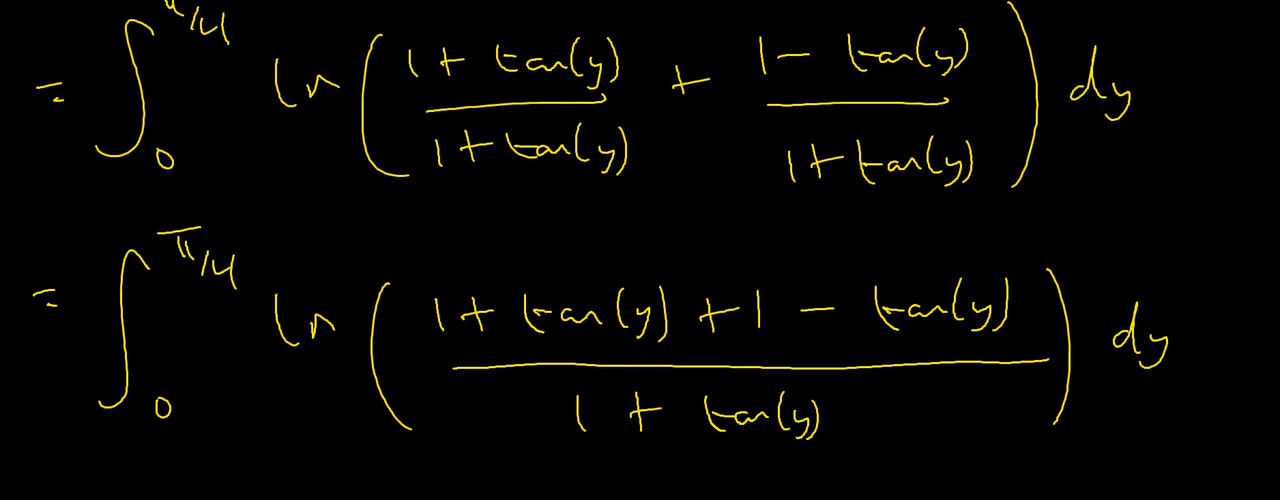 = ∫₀^{π/4} ln( (1 + tan(y))/(1 + tan(y)) + (1 − tan(y))/(1 + tan(y)) ) dy
= ∫₀^{π/4} ln( (1 + tan(y) + 1 − tan(y))/(1 + tan(y)) ) dy